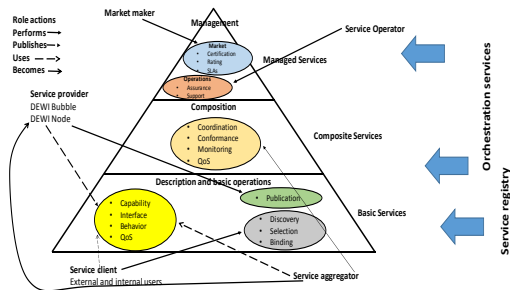 Role actions
Performs
Publishes
Uses
Becomes
Market maker
Management
Market
• Certification
• Rating
• SLAs
Managed Services
Service Operator
Operations
• Assurance
• Support
Service provider
DEWI Bubble
DEWI Node
Composition
• Coordination
• Conformance
• Monitoring
• QoS
Composite Services
Description and basic operations
• Capability
• Interface
• Behavior
• QoS
• Publication
• Discovery
• Selection
• Binding
Basic Services
Service client
External and internal users
Service aggregator
Orchestration services
Service registry